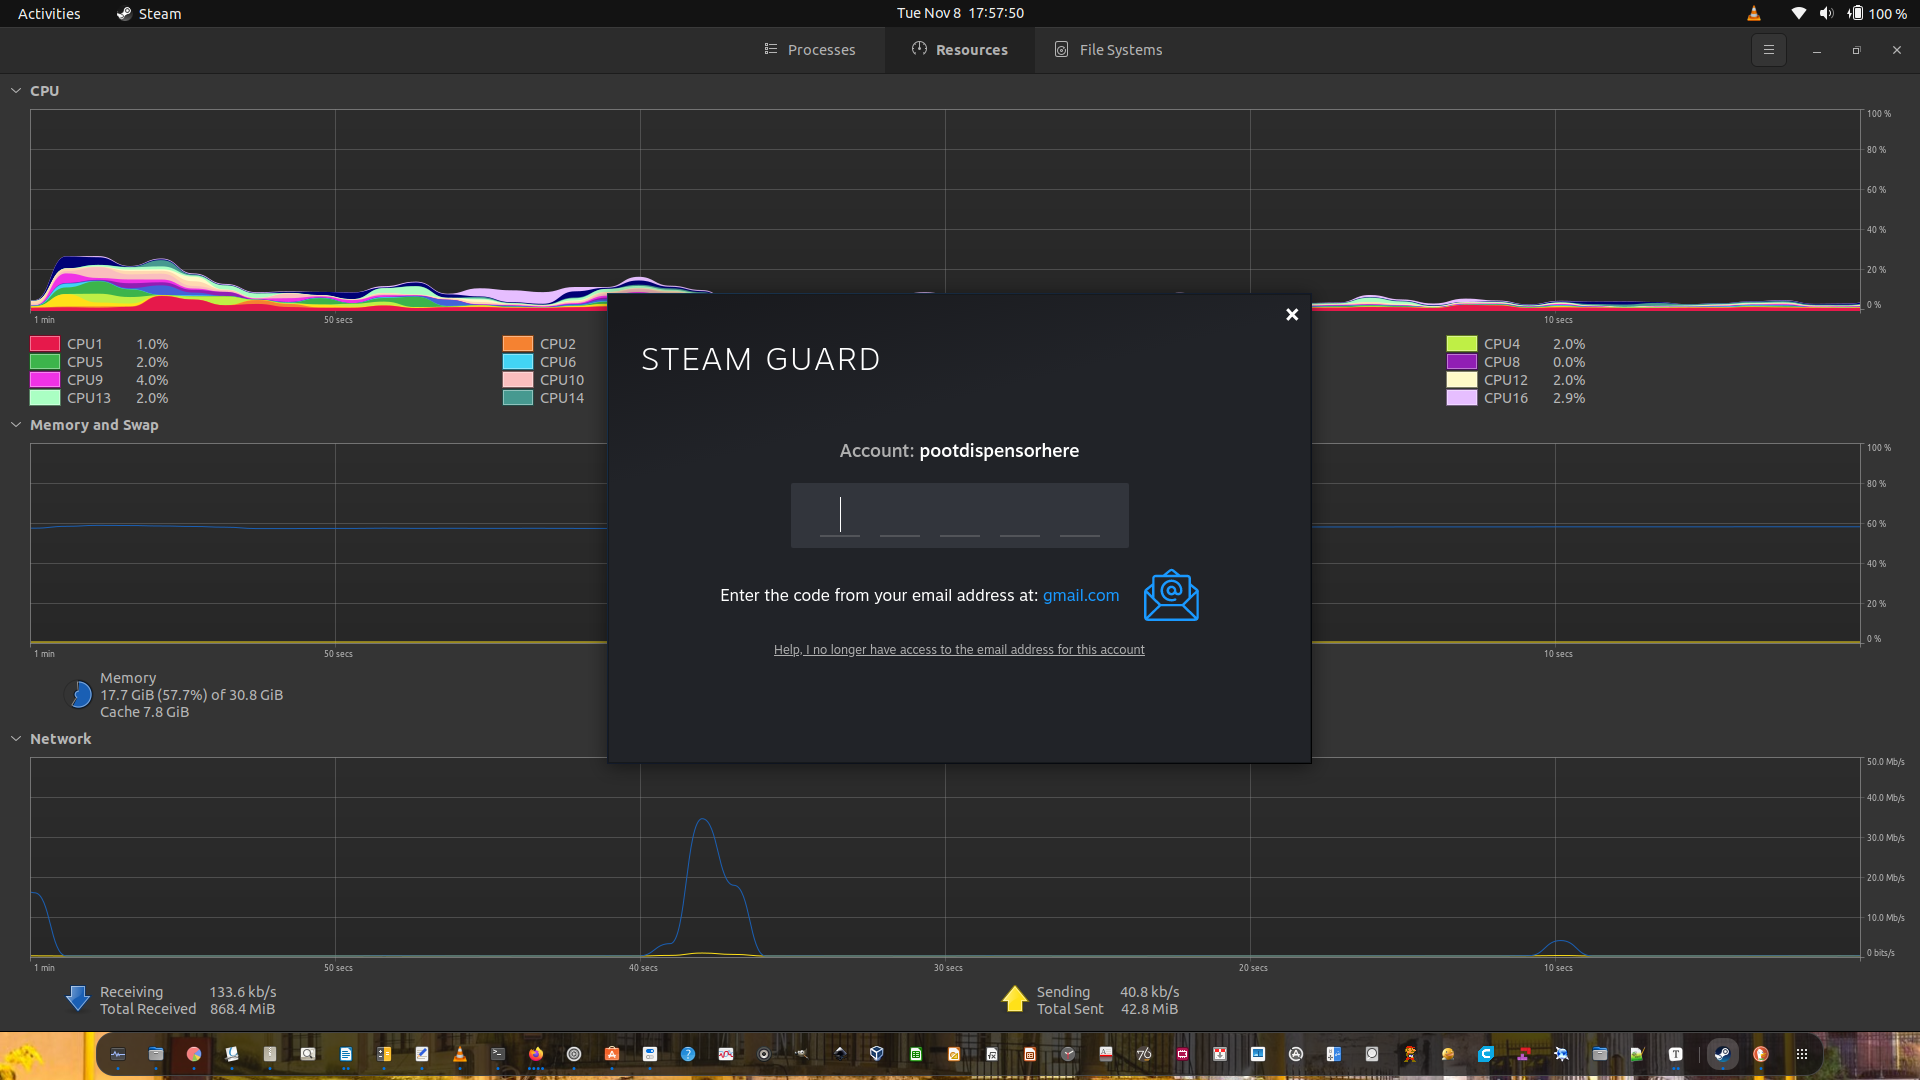 Activities Steam Tue Nov 8 17:57:50 100 %
Processes Resources File Systems
CPU
100 %
80 %
60 %
40 %
20 %
0 %
1 min 50 secs 10 secs
CPU1 1.0% CPU2 CPU4 2.0%
CPU5 2.0% CPU6 CPU8 0.0%
CPU9 4.0% CPU10 CPU12 2.0%
CPU13 2.0% CPU14 CPU16 2.9%
STEAM GUARD
Account: pootdispensorhere
Enter the code from your email address at: gmail.com
Help, I no longer have access to the email address for this account
Memory and Swap
100 %
80 %
60 %
40 %
20 %
0 %
1 min 50 secs 10 secs
Memory
17.7 GiB (57.7%) of 30.8 GiB
Cache 7.8 GiB
Network
50.0 Mb/s
40.0 Mb/s
30.0 Mb/s
20.0 Mb/s
10.0 Mb/s
0 bits/s
1 min 50 secs 40 secs 30 secs 20 secs 10 secs
Receiving 133.6 kb/s Sending 40.8 kb/s
Total Received 868.4 MiB Total Sent 42.8 MiB